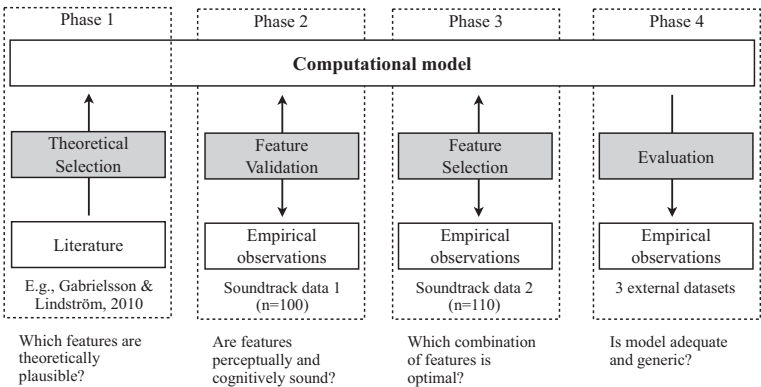 Phase 1
Phase 2
Phase 3
Phase 4
Computational model
Theoretical
Selection
Feature
Validation
Feature
Selection
Evaluation
Literature
Empirical
observations
Empirical
observations
Empirical
observations
E.g., Gabrielsson &
Lindström, 2010
Soundtrack data 1
(n=100)
Soundtrack data 2
(n=110)
3 external datasets
Which features are
theoretically
plausible?
Are features
perceptually and
cognitively sound?
Which combination
of features is
optimal?
Is model adequate
and generic?